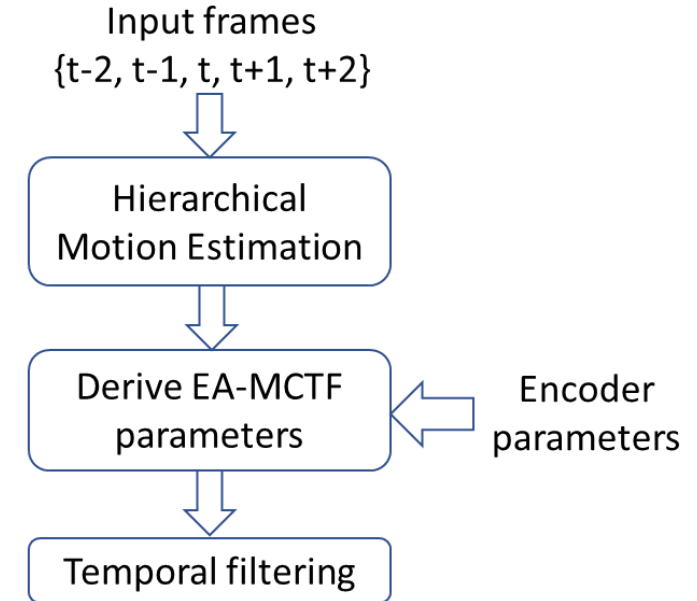 Input frames
{t-2, t-1, t, t+1, t+2}
Hierarchical
Motion Estimation
Derive EA-MCTF
parameters
Encoder
parameters
Temporal filtering